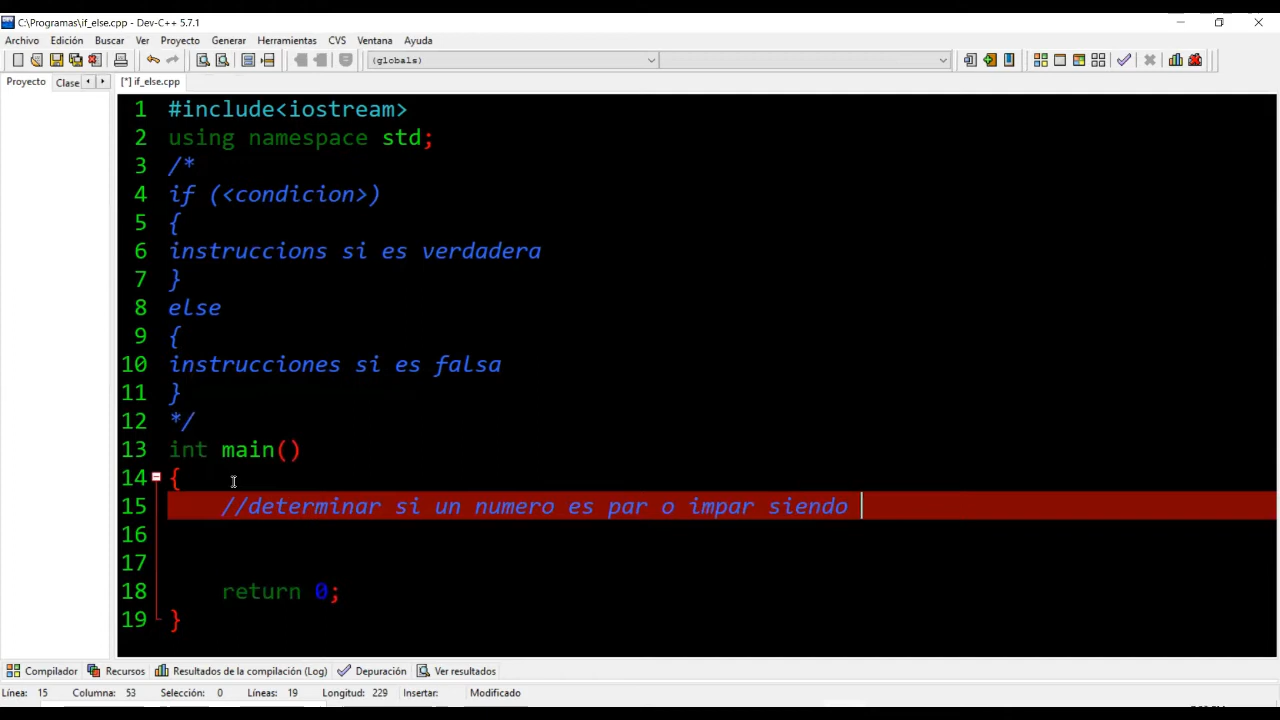 C:\Programas\if_else.cpp - Dev-C++ 5.7.1
Archivo Edición Buscar Ver Proyecto Generar Herramientas CVS Ventana Ayuda
(globals)
Proyecto Clase [*] if_else.cpp
1 #include<iostream>
2 using namespace std;
3 /*
4 if (<condicion>)
5 {
6 instruccions si es verdadera
7 }
8 else
9 {
10 instrucciones si es falsa
11 }
12 */
13 int main()
14 {
15 //determinar si un numero es par o impar siendo
16
17
18 return 0;
19 }
Compilador Recursos Resultados de la compilación (Log) Depuración Ver resultados
Línea: 15 Columna: 53 Selección: 0 Líneas: 19 Longitud: 229 Insertar: Modificado